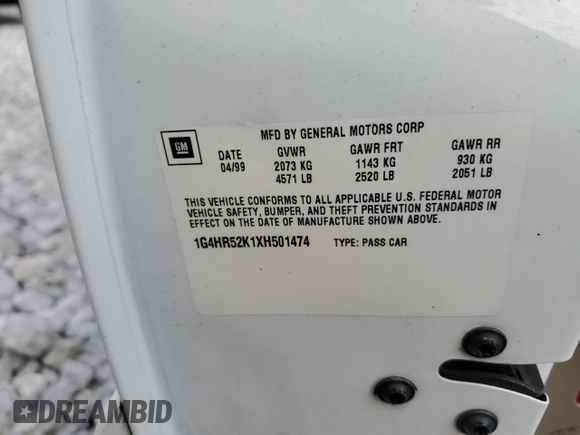 MFD BY GENERAL MOTORS CORP
GM DATE GVWR GAWR FRT GAWR RR
04/99 2073 KG 1143 KG 930 KG
4571 LB 2520 LB 2051 LB
THIS VEHICLE CONFORMS TO ALL APPLICABLE U.S. FEDERAL MOTOR
VEHICLE SAFETY, BUMPER, AND THEFT PREVENTION STANDARDS IN
EFFECT ON THE DATE OF MANUFACTURE SHOWN ABOVE.
1G4HR52K1XH501474 TYPE: PASS CAR
DREAMBID